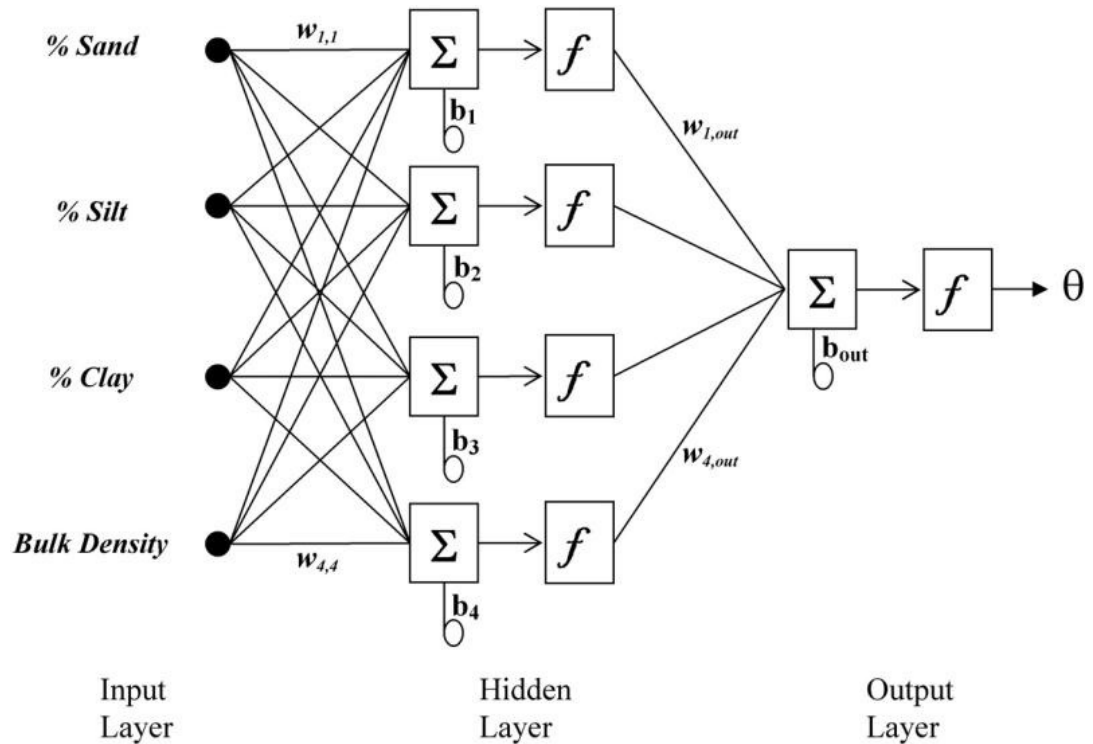 % Sand
w1,1
Σ
f
b1
w1,out
% Silt
Σ
f
b2
Σ
f
θ
bout
% Clay
Σ
f
b3
w4,out
Bulk Density
w4,4
Σ
f
b4
Input
Layer
Hidden
Layer
Output
Layer